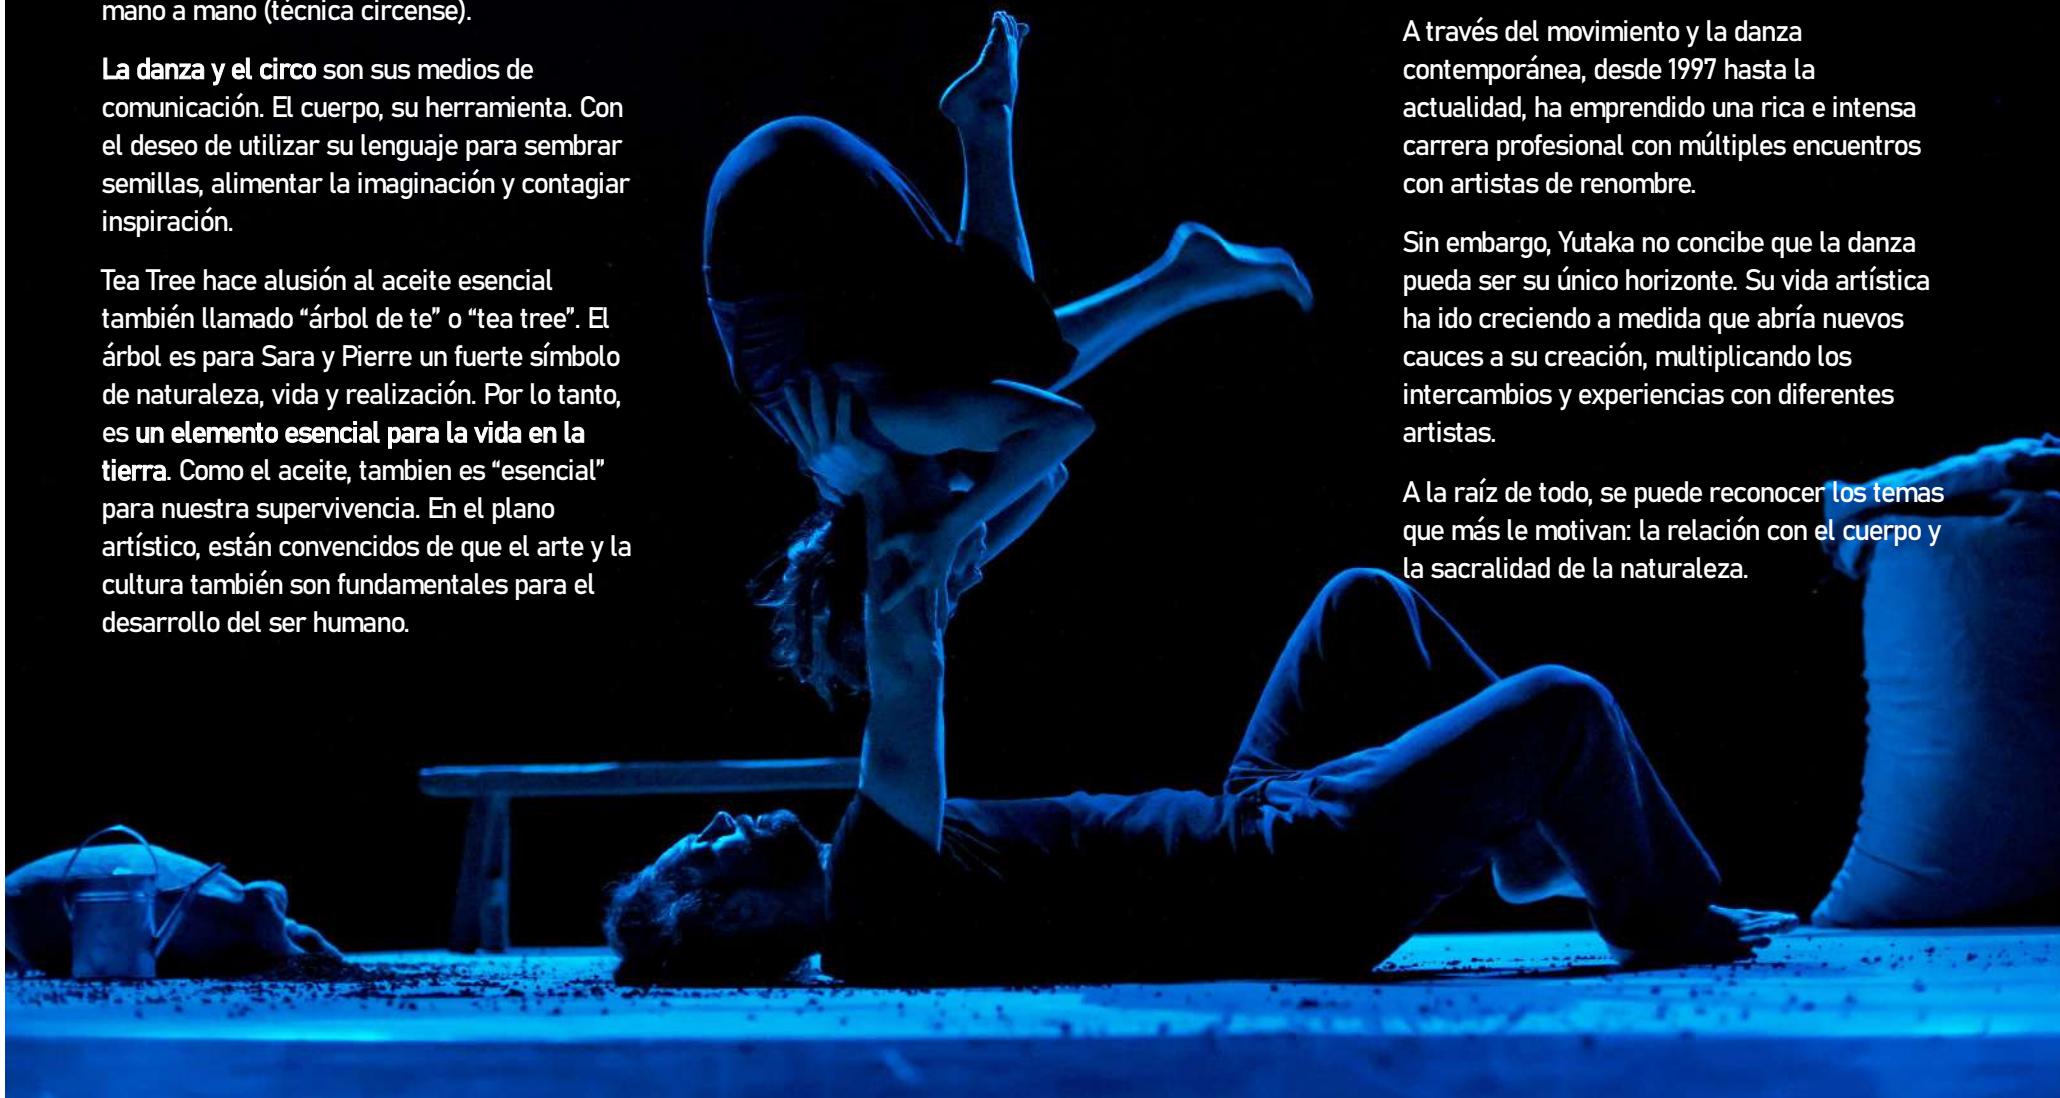 mano a mano (técnica circense).
La danza y el circo son sus medios de
comunicación. El cuerpo, su herramienta. Con
el deseo de utilizar su lenguaje para sembrar
semillas, alimentar la imaginación y contagiar
inspiración.
Tea Tree hace alusión al aceite esencial
también llamado “árbol de te” o “tea tree”. El
árbol es para Sara y Pierre un fuerte símbolo
de naturaleza, vida y realización. Por lo tanto,
es un elemento esencial para la vida en la
tierra. Como el aceite, tambien es “esencial”
para nuestra supervivencia. En el plano
artístico, están convencidos de que el arte y la
cultura también son fundamentales para el
desarrollo del ser humano.
A través del movimiento y la danza
contemporánea, desde 1997 hasta la
actualidad, ha emprendido una rica e intensa
carrera profesional con múltiples encuentros
con artistas de renombre.
Sin embargo, Yutaka no concibe que la danza
pueda ser su único horizonte. Su vida artística
ha ido creciendo a medida que abría nuevos
cauces a su creación, multiplicando los
intercambios y experiencias con diferentes
artistas.
A la raíz de todo, se puede reconocer los temas
que más le motivan: la relación con el cuerpo y
la sacralidad de la naturaleza.